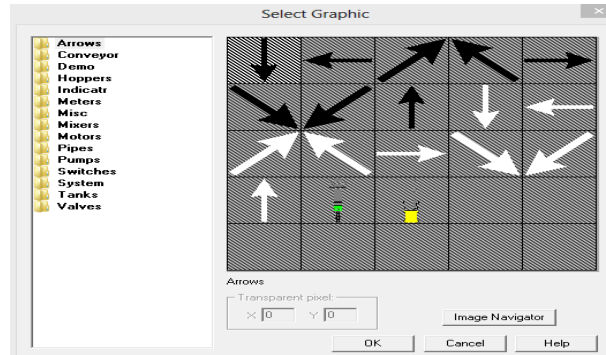 Select Graphic
Arrows
Conveyor
Demo
Hoppers
Indicatr
Meters
Misc
Mixers
Motors
Pipes
Pumps
Switches
System
Tanks
Valves
Arrows
Transparent pixel:
X 0 Y 0
Image Navigator
OK Cancel Help